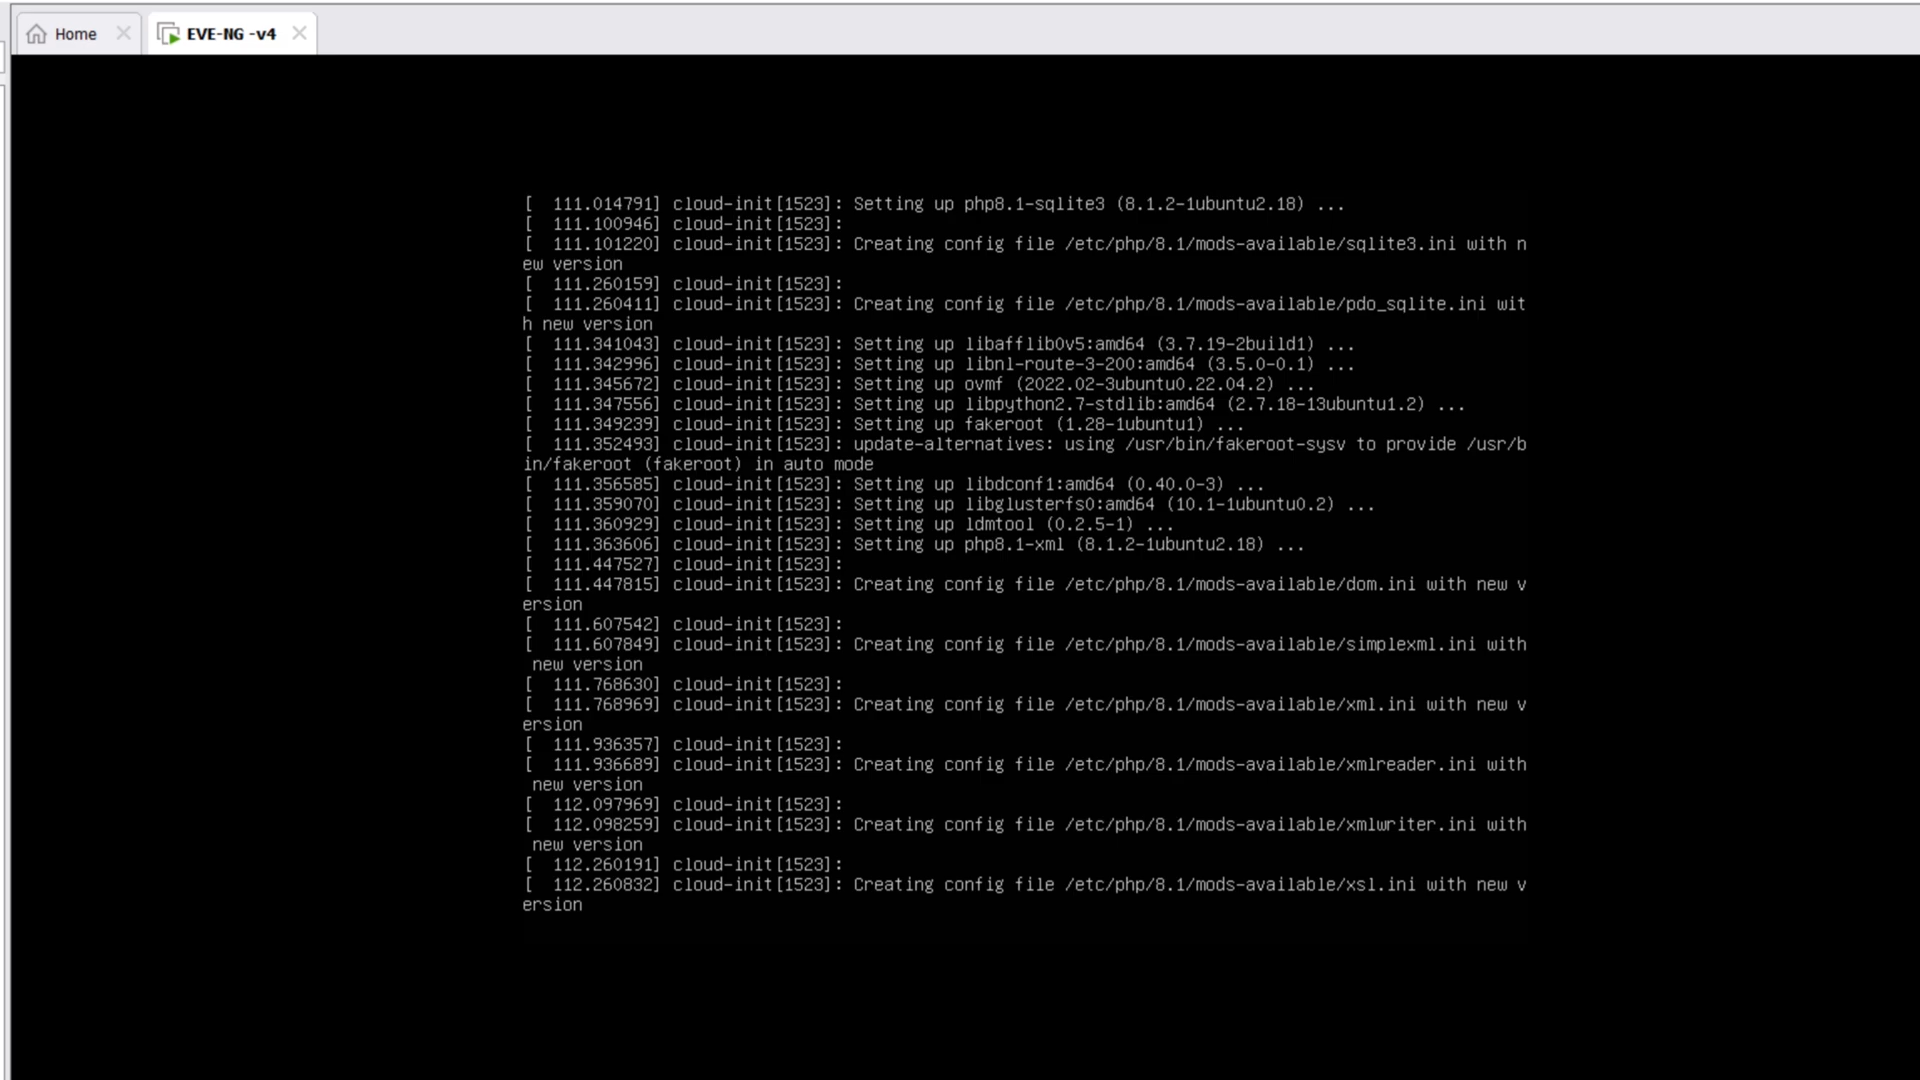 Home
EVE-NG -v4
[  111.014791] cloud-init[1523]: Setting up php8.1-sqlite3 (8.1.2-1ubuntu2.18) ...
[  111.100946] cloud-init[1523]:
[  111.101220] cloud-init[1523]: Creating config file /etc/php/8.1/mods-available/sqlite3.ini with n
ew version
[  111.260159] cloud-init[1523]:
[  111.260411] cloud-init[1523]: Creating config file /etc/php/8.1/mods-available/pdo_sqlite.ini wit
h new version
[  111.341043] cloud-init[1523]: Setting up libafflib0v5:amd64 (3.7.19-2build1) ...
[  111.342996] cloud-init[1523]: Setting up libnl-route-3-200:amd64 (3.5.0-0.1) ...
[  111.345672] cloud-init[1523]: Setting up ovmf (2022.02-3ubuntu0.22.04.2) ...
[  111.347556] cloud-init[1523]: Setting up libpython2.7-stdlib:amd64 (2.7.18-13ubuntu1.2) ...
[  111.349239] cloud-init[1523]: Setting up fakeroot (1.28-1ubuntu1) ...
[  111.352493] cloud-init[1523]: update-alternatives: using /usr/bin/fakeroot-sysv to provide /usr/b
in/fakeroot (fakeroot) in auto mode
[  111.356585] cloud-init[1523]: Setting up libdconf1:amd64 (0.40.0-3) ...
[  111.359070] cloud-init[1523]: Setting up libglusterfs0:amd64 (10.1-1ubuntu0.2) ...
[  111.360929] cloud-init[1523]: Setting up ldmtool (0.2.5-1) ...
[  111.363606] cloud-init[1523]: Setting up php8.1-xml (8.1.2-1ubuntu2.18) ...
[  111.447527] cloud-init[1523]:
[  111.447815] cloud-init[1523]: Creating config file /etc/php/8.1/mods-available/dom.ini with new v
ersion
[  111.607542] cloud-init[1523]:
[  111.607849] cloud-init[1523]: Creating config file /etc/php/8.1/mods-available/simplexml.ini with
 new version
[  111.768630] cloud-init[1523]:
[  111.768969] cloud-init[1523]: Creating config file /etc/php/8.1/mods-available/xml.ini with new v
ersion
[  111.936357] cloud-init[1523]:
[  111.936689] cloud-init[1523]: Creating config file /etc/php/8.1/mods-available/xmlreader.ini with
 new version
[  112.097969] cloud-init[1523]:
[  112.098259] cloud-init[1523]: Creating config file /etc/php/8.1/mods-available/xmlwriter.ini with
 new version
[  112.260191] cloud-init[1523]:
[  112.260832] cloud-init[1523]: Creating config file /etc/php/8.1/mods-available/xsl.ini with new v
ersion